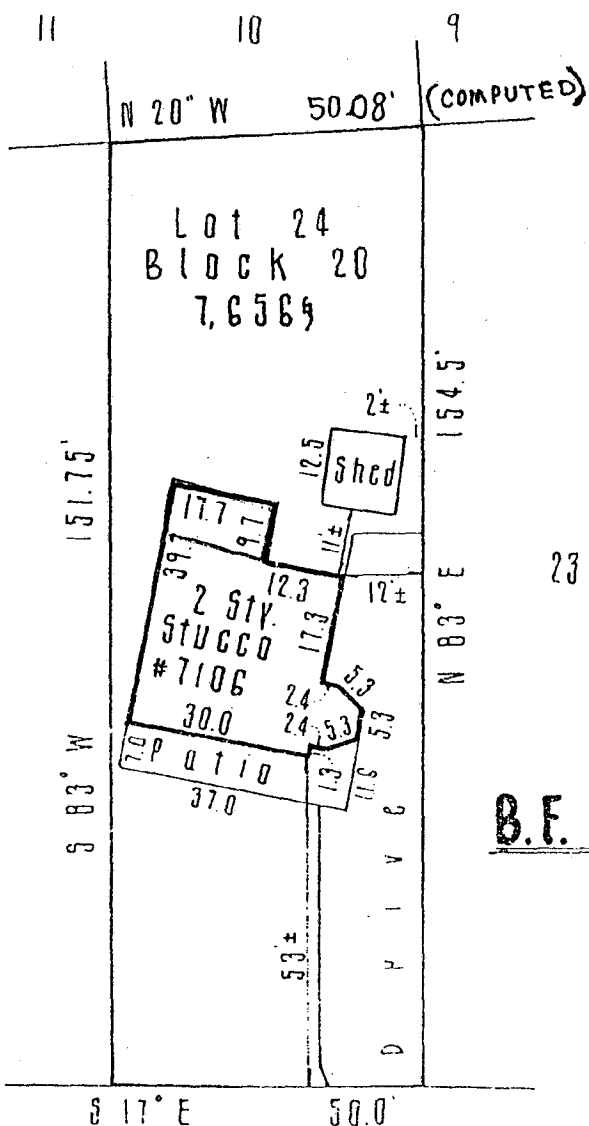 11 10 9
N 20" W 50.08' (COMPUTED)
Lot 24
Block 20
7,656
2'±
154.5'
12.5
Shed
151.75'
17.7
9.7
11'±
39.7
12.3
12'±
23
2 Sty.
Stucco
#7106
17.3
N 83° E
5.3
2.4
30.0
2.4
5.3
5.3
7.0
Patio
1.3
11.6
37.0
S 83° W
B.F.
Drive
53'±
S 17° E 50.0'